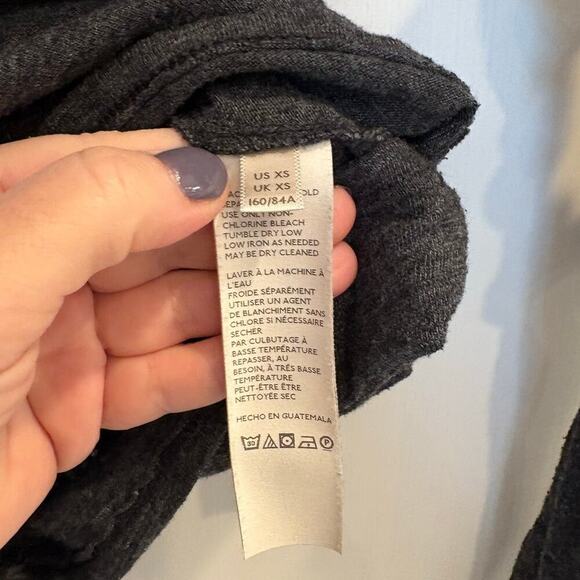 US XS
UK XS
160/84A
OLD
USE ONLY NON-
CHLORINE BLEACH
TUMBLE DRY LOW
LOW IRON AS NEEDED
MAY BE DRY CLEANED
LAVER À LA MACHINE À
L'EAU
FROIDE SÉPARÉMENT
UTILISER UN AGENT
DE BLANCHIMENT SANS
CHLORE SI NÉCESSAIRE
SECHER
PAR CULBUTAGE À
BASSE TEMPÉRATURE
REPASSER, AU
BESOIN, À TRÈS BASSE
TEMPÉRATURE
PEUT-ÊTRE ÊTRE
NETTOYÉE SEC
HECHO EN GUATEMALA
30 P